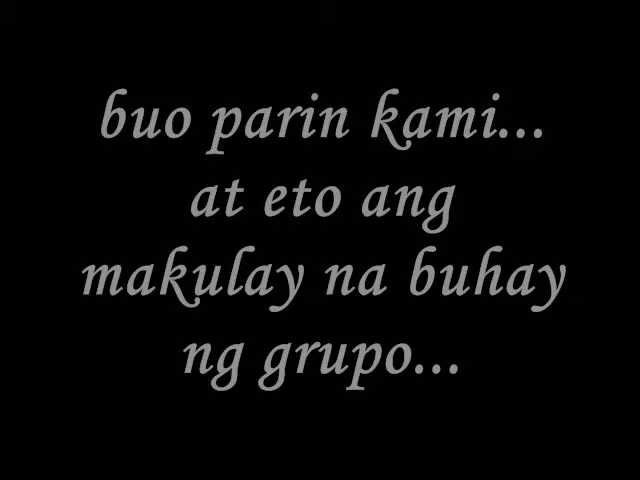 buo parin kami...
at eto ang
makulay na buhay
ng grupo...